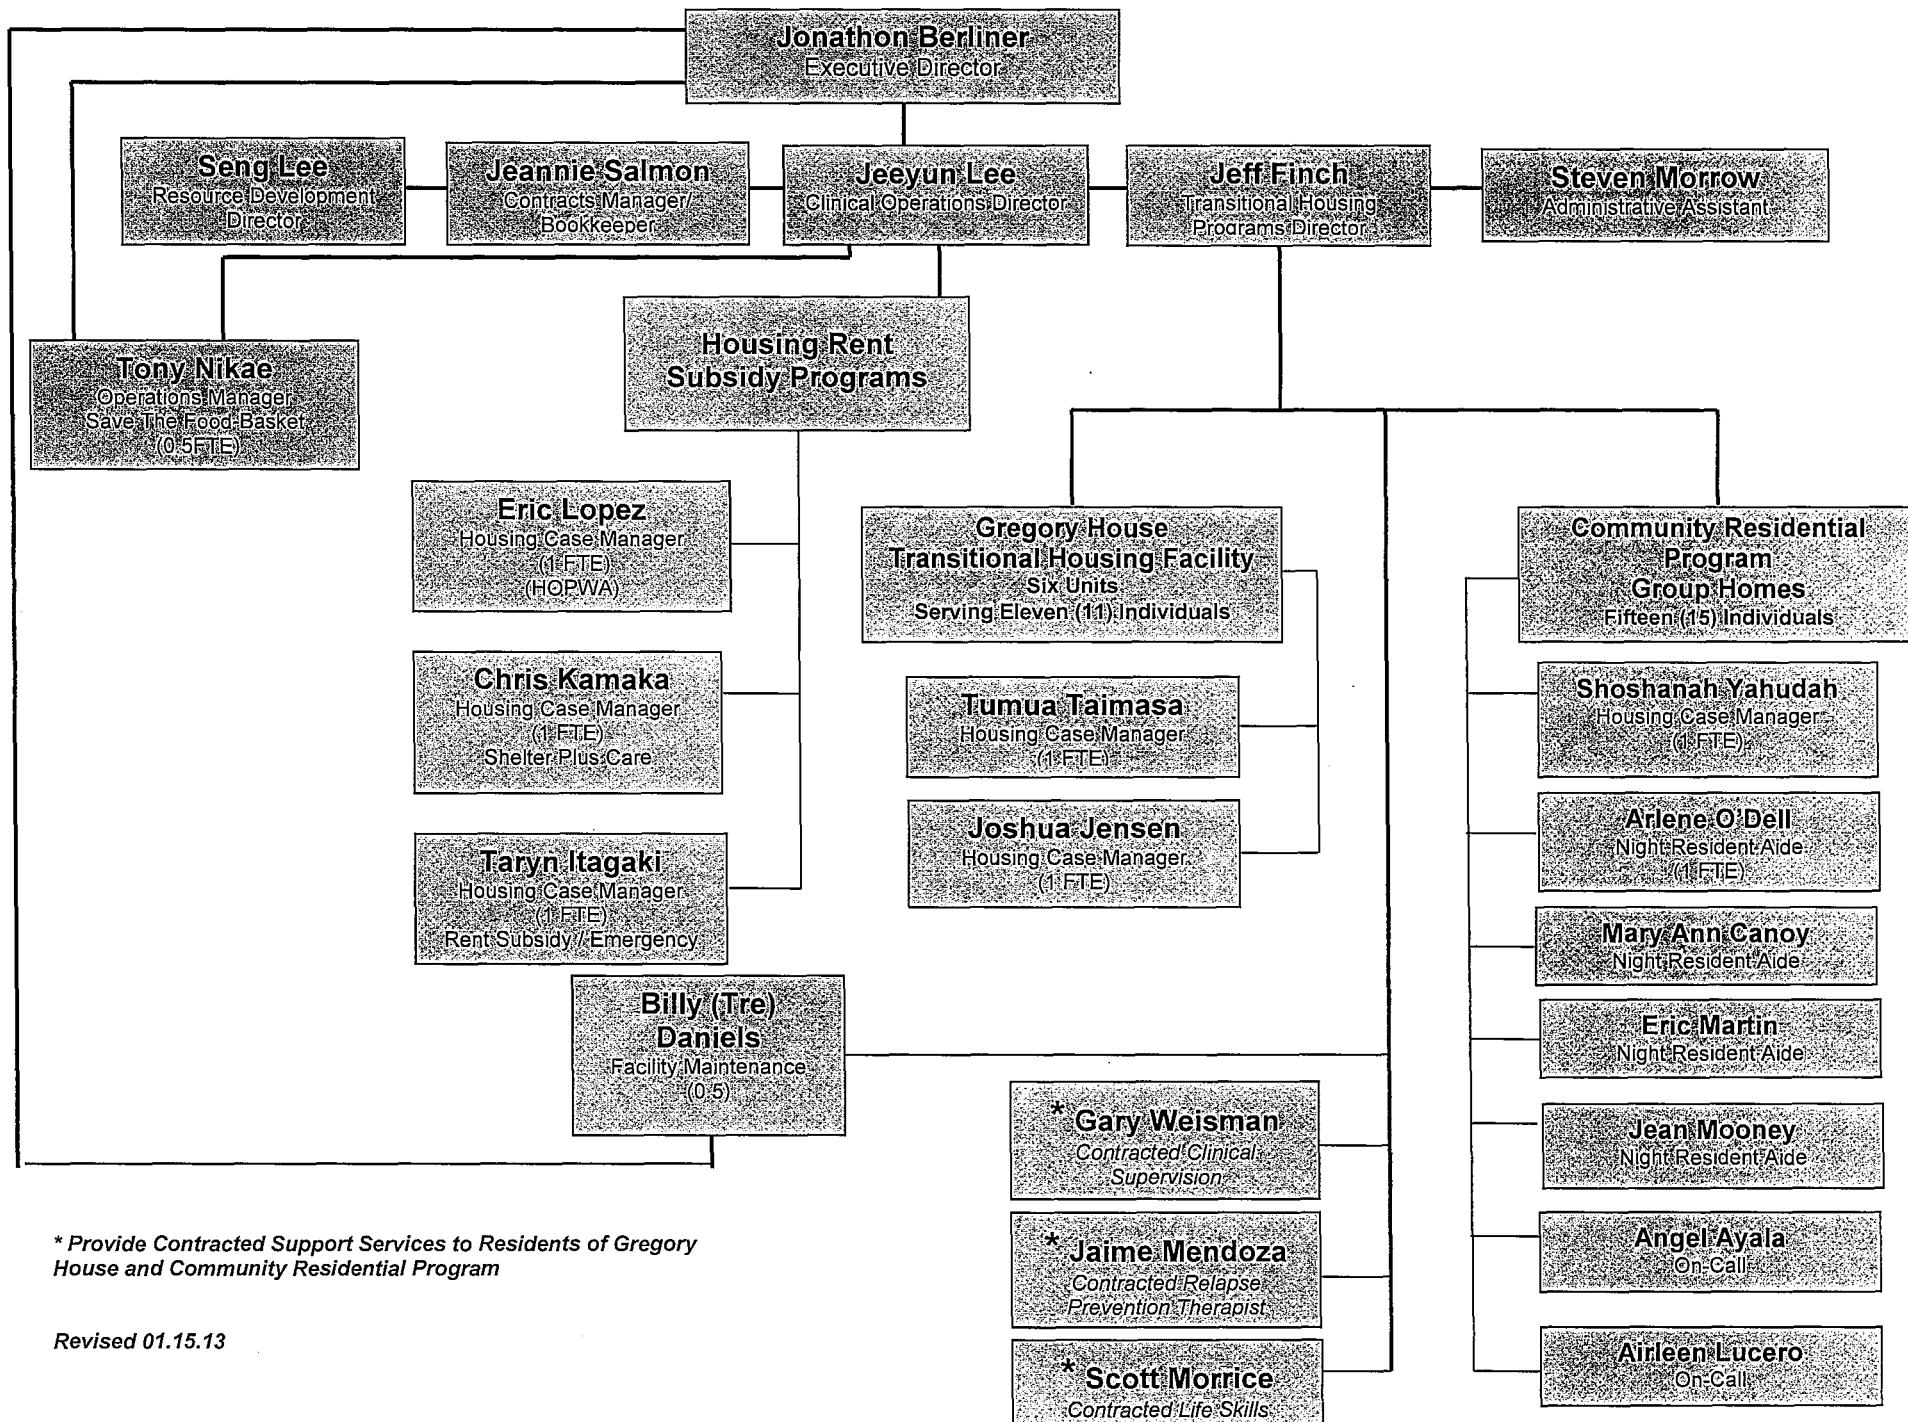 Jonathon Berliner
Executive Director
Seng Lee
Resource Development
Director
Jeannie Salmon
Contracts Manager/
Bookkeeper
Jeeyun Lee
Clinical Operations Director
Jeff Finch
Transitional Housing
Programs Director
Steven Morrow
Administrative Assistant
Tony Nikae
Operations Manager
Save The Food Basket
(0.5FTE)
Housing Rent
Subsidy Programs
Eric Lopez
Housing Case Manager
(1 FTE)
(HOPWA)
Chris Kamaka
Housing Case Manager
(1 FTE)
Shelter Plus Care
Taryn Itagaki
Housing Case Manager
(1 FTE)
Rent Subsidy / Emergency
Billy (Tre)
Daniels
Facility Maintenance
(0.5)
Gregory House
Transitional Housing Facility
Six Units
Serving Eleven (11) Individuals
Tumua Taimasa
Housing Case Manager
(1 FTE)
Joshua Jensen
Housing Case Manager
(1 FTE)
* Gary Weisman
Contracted Clinical
Supervision
* Jaime Mendoza
Contracted Relapse
Prevention Therapist
* Scott Morrice
Contracted Life Skills
Community Residential
Program
Group Homes
Fifteen (15) Individuals
Shoshanah Yahudah
Housing Case Manager
(1 FTE)
Arlene O'Dell
Night Resident Aide
(1 FTE)
Mary Ann Canoy
Night Resident Aide
Eric Martin
Night Resident Aide
Jean Mooney
Night Resident Aide
Angel Ayala
On-Call
Airleen Lucero
On-Call
* Provide Contracted Support Services to Residents of Gregory
House and Community Residential Program
Revised 01.15.13